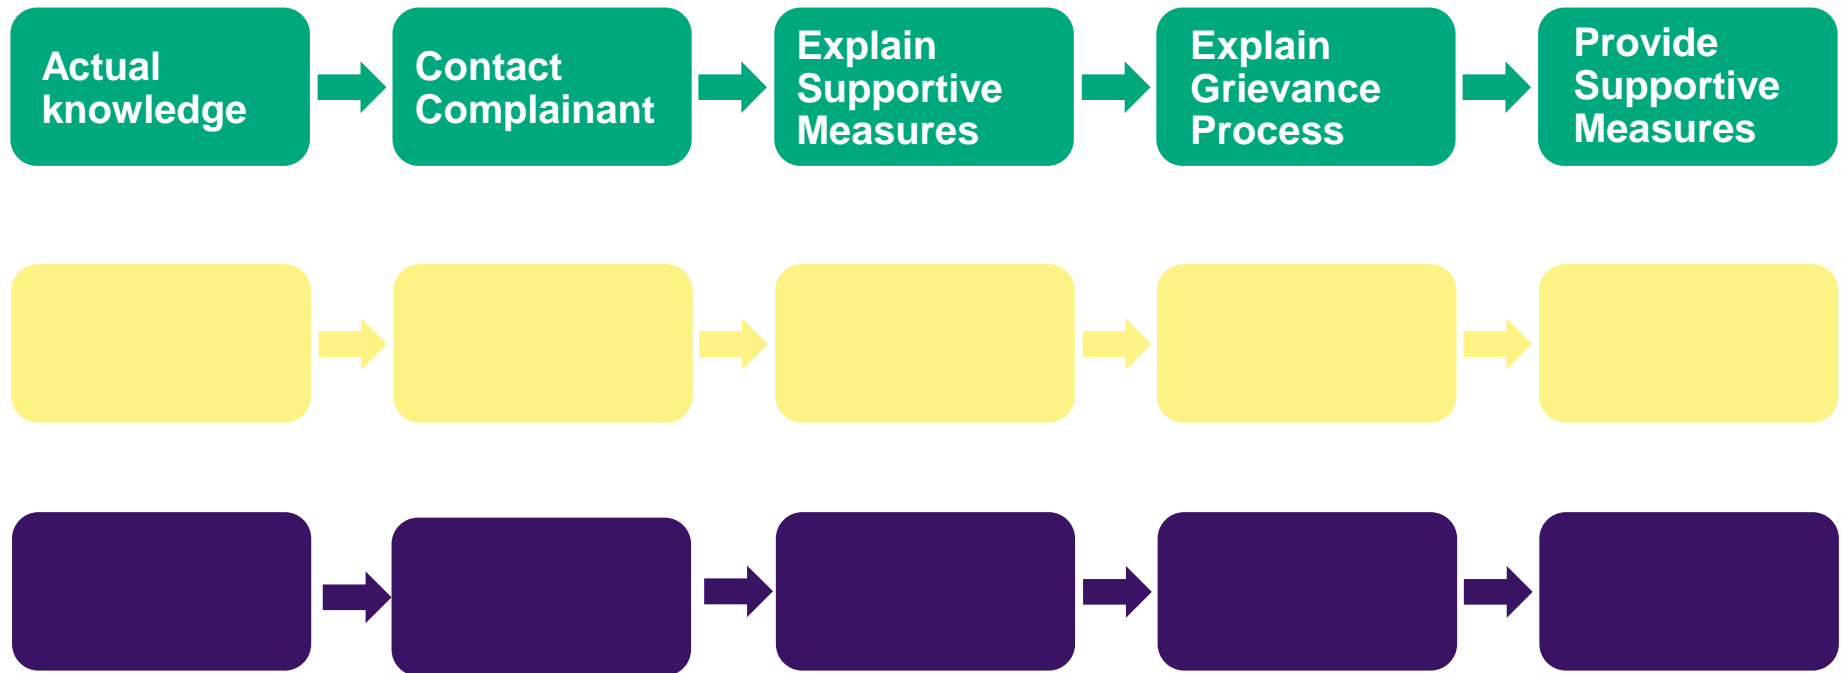 Actual
knowledge
Contact
Complainant
Explain
Supportive
Measures
Explain
Grievance
Process
Provide
Supportive
Measures